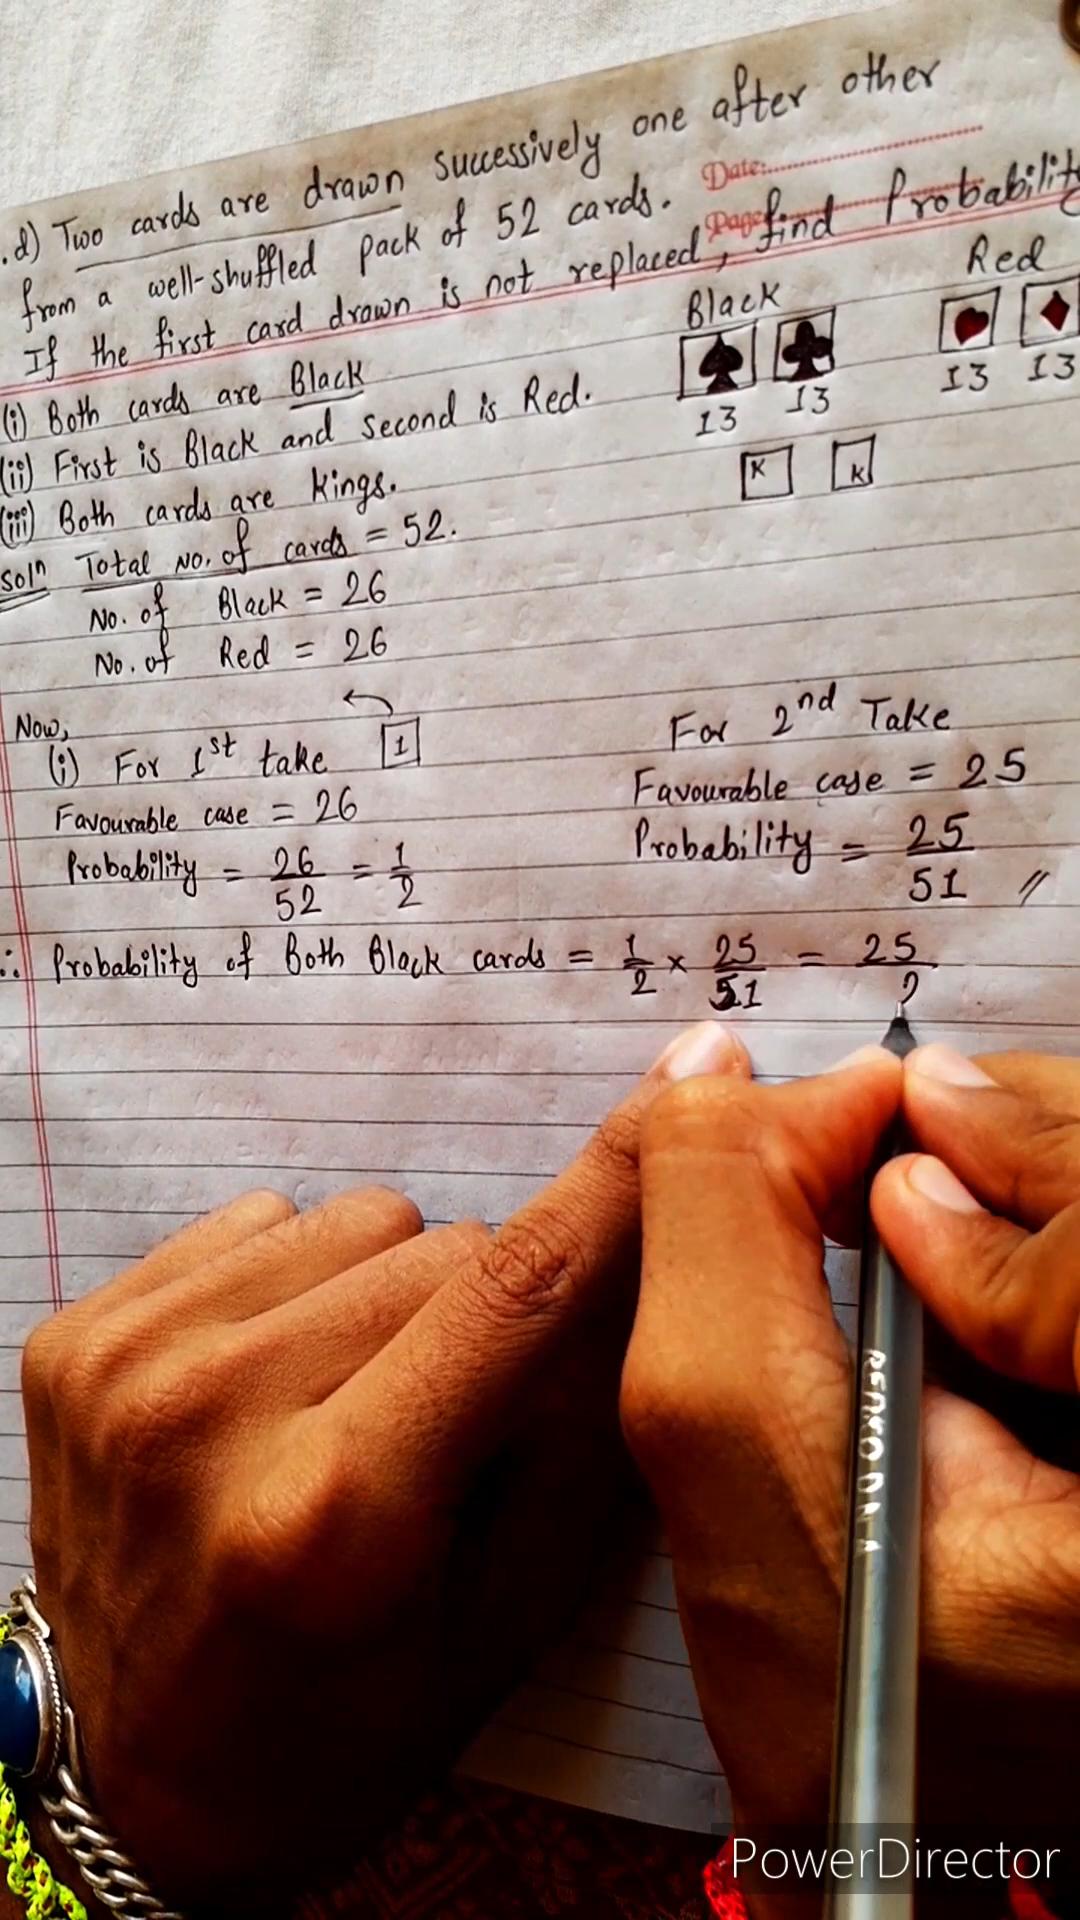 .d) Two cards are drawn successively one after other
from a well-shuffled pack of 52 cards.
Date:
Page:
If the first card drawn is not replaced, find Probability
Black Red
13 13 13 13
(i) Both cards are Black
(ii) First is Black and second is Red.
K K
(iii) Both cards are kings.
Soln Total No. of cards = 52.
No. of Black = 26
No. of Red = 26
Now,
(i) For 1st take 1
Favourable case = 26
Probability = 26/52 = 1/2
For 2nd Take
Favourable case = 25
Probability = 25/51 //
∴ Probability of Both Black cards = 1/2 × 25/51 = 25/
PowerDirector